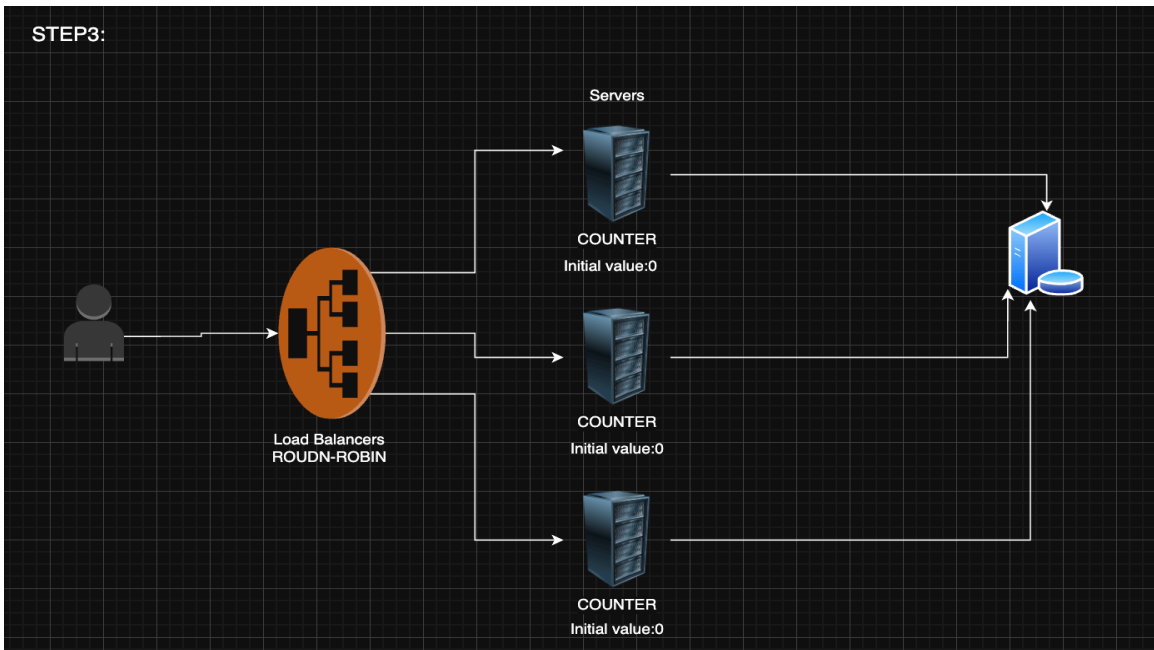 STEP3:
Servers
COUNTER
Initial value:0
Load Balancers
ROUDN-ROBIN
COUNTER
Initial value:0
COUNTER
Initial value:0